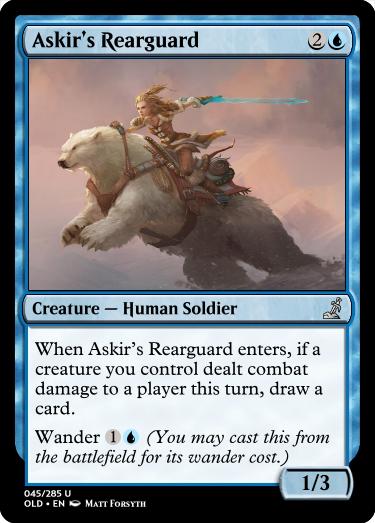 Askir's Rearguard 2
Creature — Human Soldier
When Askir's Rearguard enters, if a
creature you control dealt combat
damage to a player this turn, draw a
card.
Wander 1 (You may cast this from
the battlefield for its wander cost.)
1/3
045/285 U
OLD • EN Matt Forsyth